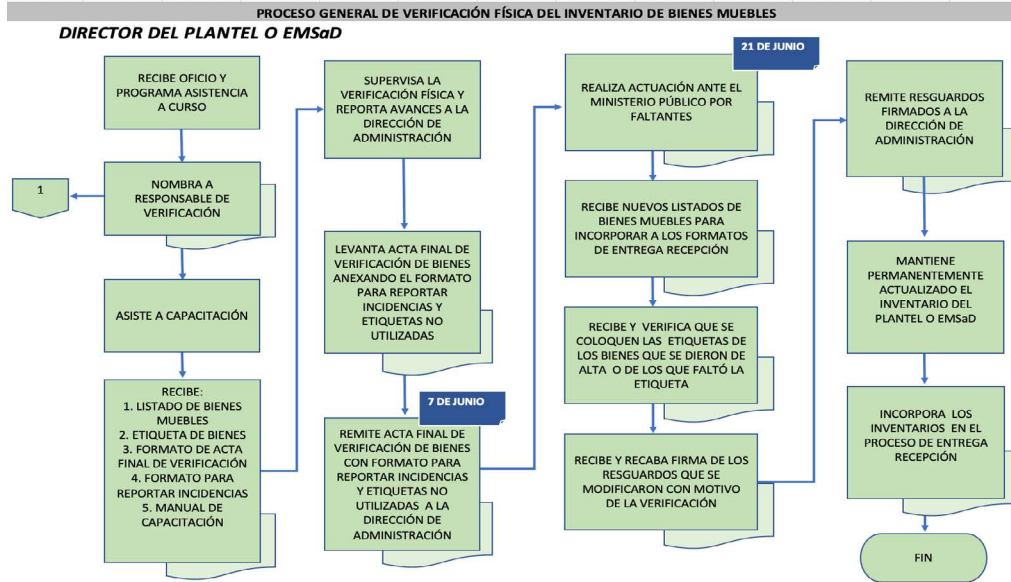 PROCESO GENERAL DE VERIFICACIÓN FÍSICA DEL INVENTARIO DE BIENES MUEBLES
DIRECTOR DEL PLANTEL O EMSaD
RECIBE OFICIO Y
PROGRAMA ASISTENCIA
A CURSO
1
NOMBRA A
RESPONSABLE DE
VERIFICACIÓN
ASISTE A CAPACITACIÓN
RECIBE:
1. LISTADO DE BIENES
MUEBLES
2. ETIQUETA DE BIENES
3. FORMATO DE ACTA
FINAL DE VERIFICACIÓN
4. FORMATO PARA
REPORTAR INCIDENCIAS
5. MANUAL DE
CAPACITACIÓN
SUPERVISA LA
VERIFICACIÓN FÍSICA Y
REPORTA AVANCES A LA
DIRECCIÓN DE
ADMINISTRACIÓN
LEVANTA ACTA FINAL DE
VERIFICACIÓN DE BIENES
ANEXANDO EL FORMATO
PARA REPORTAR
INCIDENCIAS Y
ETIQUETAS NO
UTILIZADAS
7 DE JUNIO
REMITE ACTA FINAL DE
VERIFICACIÓN DE BIENES
CON FORMATO PARA
REPORTAR INCIDENCIAS
Y ETIQUETAS NO
UTILIZADAS A LA
DIRECCIÓN DE
ADMINISTRACIÓN
21 DE JUNIO
REALIZA ACTUACIÓN ANTE EL
MINISTERIO PÚBLICO POR
FALTANTES
RECIBE NUEVOS LISTADOS DE
BIENES MUEBLES PARA
INCORPORAR A LOS FORMATOS
DE ENTREGA RECEPCIÓN
RECIBE Y VERIFICA QUE SE
COLOQUEN LAS ETIQUETAS DE
LOS BIENES QUE SE DIERON DE
ALTA O DE LOS QUE FALTÓ LA
ETIQUETA
RECIBE Y RECABA FIRMA DE LOS
RESGUARDOS QUE SE
MODIFICARON CON MOTIVO
DE LA VERIFICACIÓN
REMITE RESGUARDOS
FIRMADOS A LA
DIRECCIÓN DE
ADMINISTRACIÓN
MANTIENE
PERMANENTEMENTE
ACTUALIZADO EL
INVENTARIO DEL
PLANTEL O EMSaD
INCORPORA LOS
INVENTARIOS EN EL
PROCESO DE ENTREGA
RECEPCIÓN
FIN